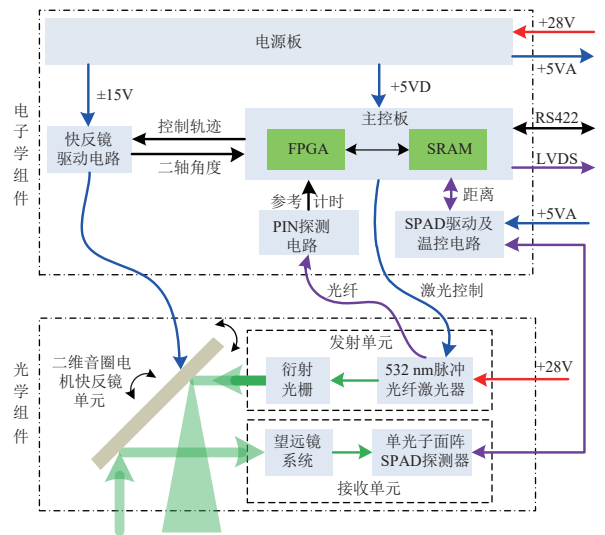 电源板
+28V
+5VA
±15V
+5VD
电子学组件
快反镜
驱动电路
控制轨迹
二轴角度
主控板
FPGA
SRAM
RS422
LVDS
参考
计时
距离
PIN探测
电路
SPAD驱动及
温控电路
+5VA
光纤
激光控制
光学组件
二维音圈电
机快反镜
单元
发射单元
衍射
光栅
532 nm脉冲
光纤激光器
+28V
望远镜
系统
单光子面阵
SPAD探测器
接收单元